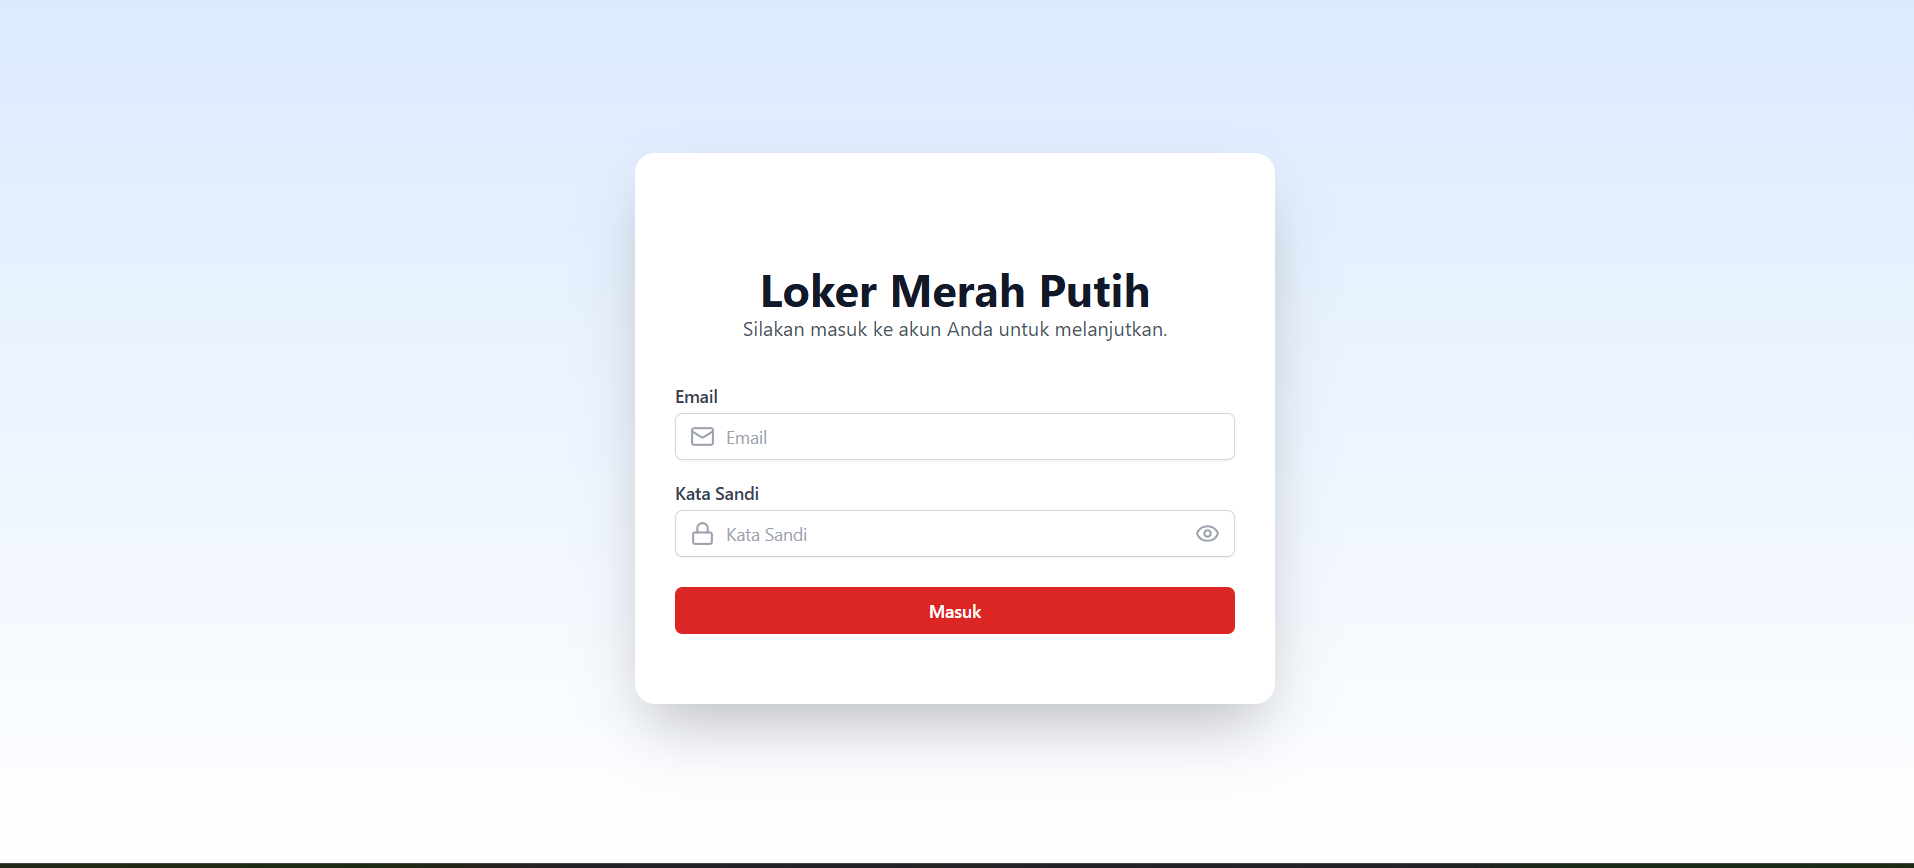 Loker Merah Putih
Silakan masuk ke akun Anda untuk melanjutkan.
Email
Email
Kata Sandi
Kata Sandi
Masuk